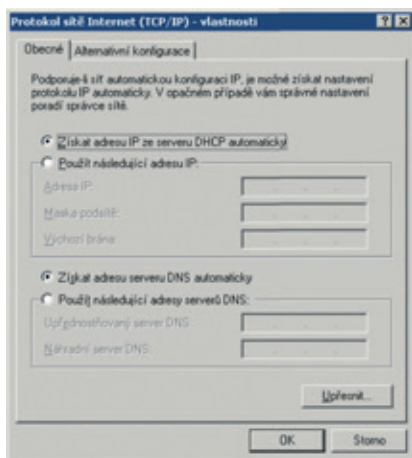 Protokol sítě Internet (TCP/IP) - vlastnosti
Obecné
Alternativní konfigurace
Podporuje-li síť automatickou konfiguraci IP, je možné získat nastavení
protokolu IP automaticky. V opačném případě vám správné nastavení
poradí správce sítě.
Získat adresu IP ze serveru DHCP automaticky
Použít následující adresu IP:
Adresa IP:
Maska podsítě:
Výchozí brána:
Získat adresu serveru DNS automaticky
Použít následující adresy serverů DNS:
Upřednostňovaný server DNS:
Náhradní server DNS:
Upřesnit...
OK
Storno